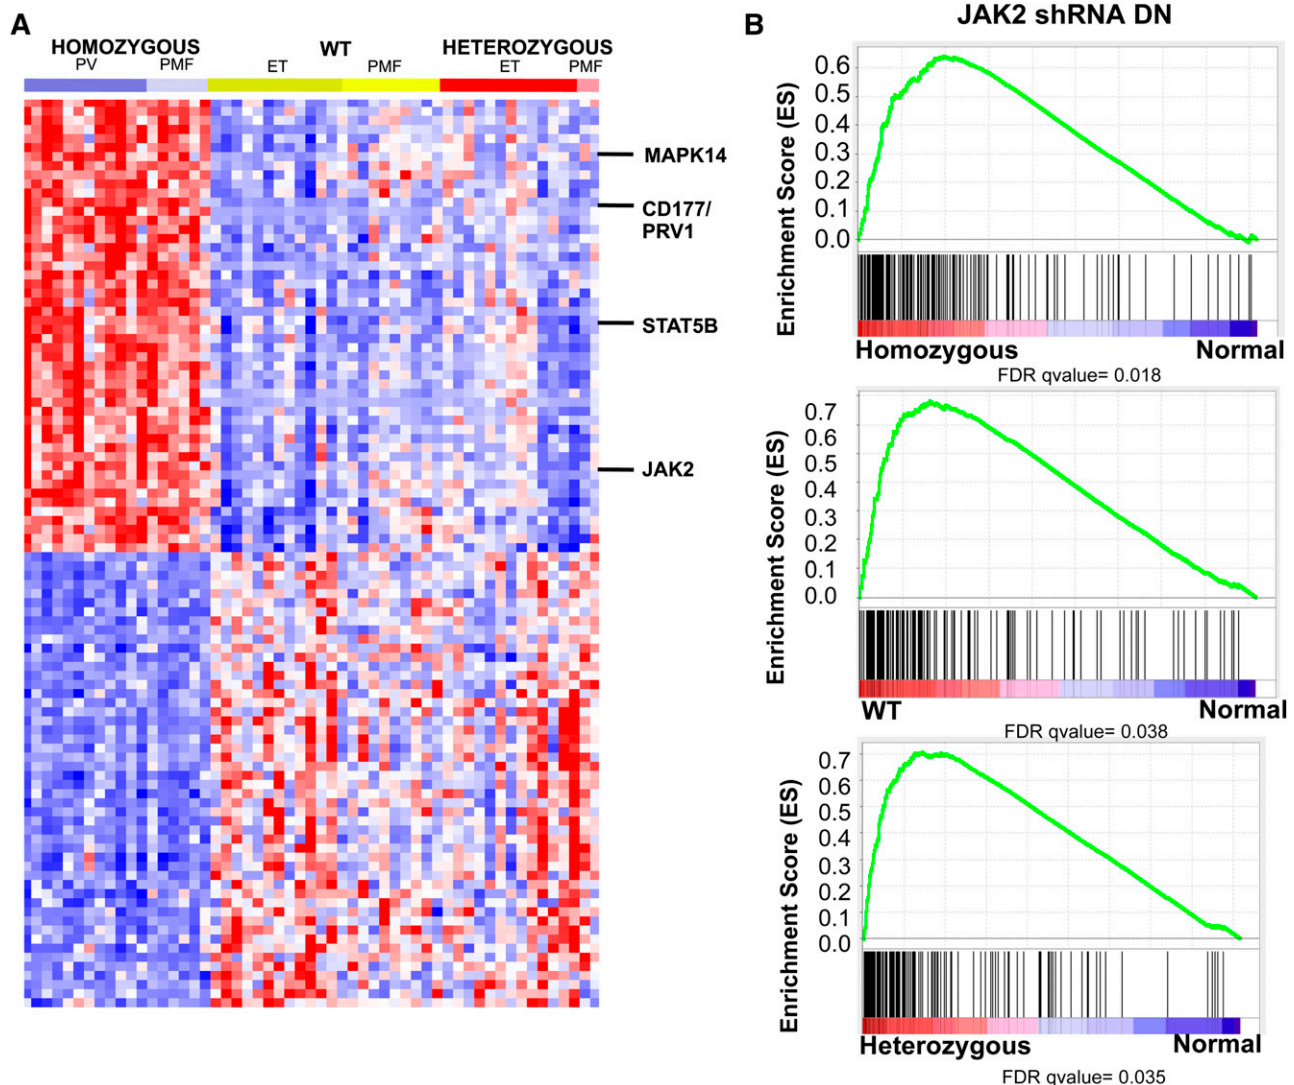 A
HOMOZYGOUS
WT
HETEROZYGOUS
PV
PMF
ET
PMF
ET
PMF
MAPK14
CD177/
PRV1
STAT5B
JAK2
B
JAK2 shRNA DN
Enrichment Score (ES)
0.6
0.5
0.4
0.3
0.2
0.1
0.0
Homozygous
Normal
FDR qvalue= 0.018
Enrichment Score (ES)
0.7
0.6
0.5
0.4
0.3
0.2
0.1
0.0
WT
Normal
FDR qvalue= 0.038
Enrichment Score (ES)
0.7
0.6
0.5
0.4
0.3
0.2
0.1
0.0
Heterozygous
Normal
FDR qvalue= 0.035